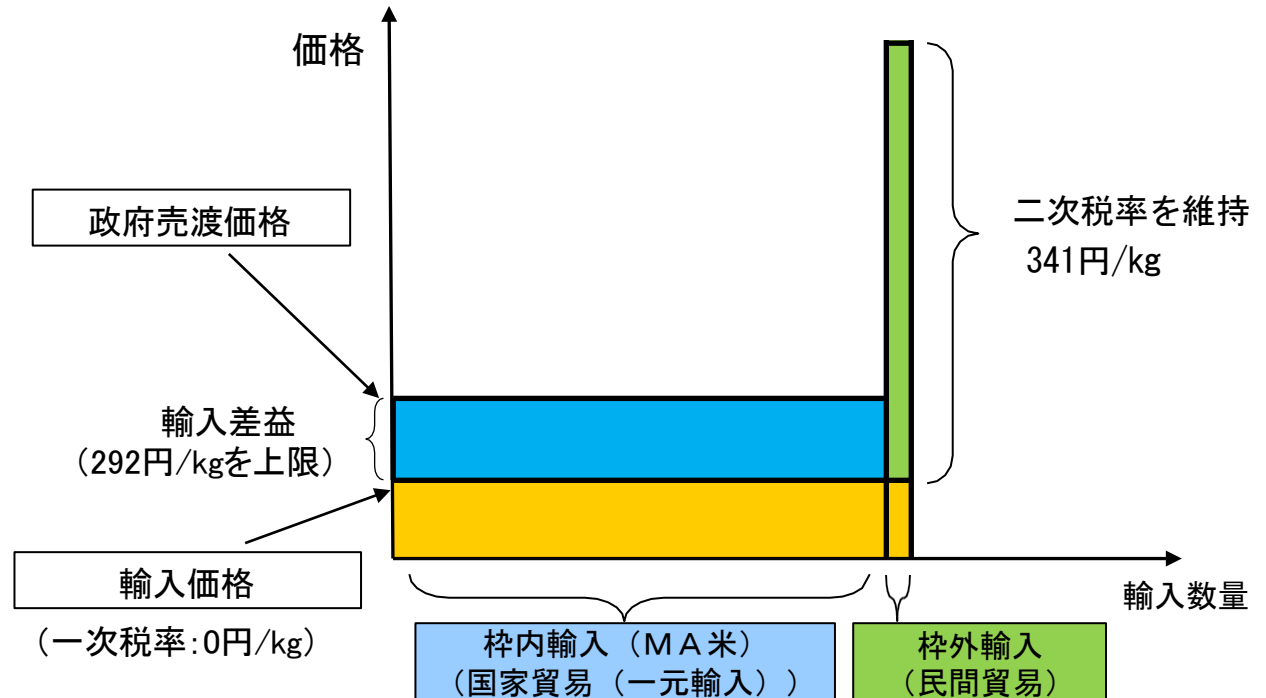 価格
政府売渡価格
二次税率を維持
341円/kg
輸入差益
（292円/kgを上限）
輸入価格
（一次税率：0円/kg）
輸入数量
枠内輸入（ＭＡ米）
（国家貿易（一元輸入））
枠外輸入
（民間貿易）